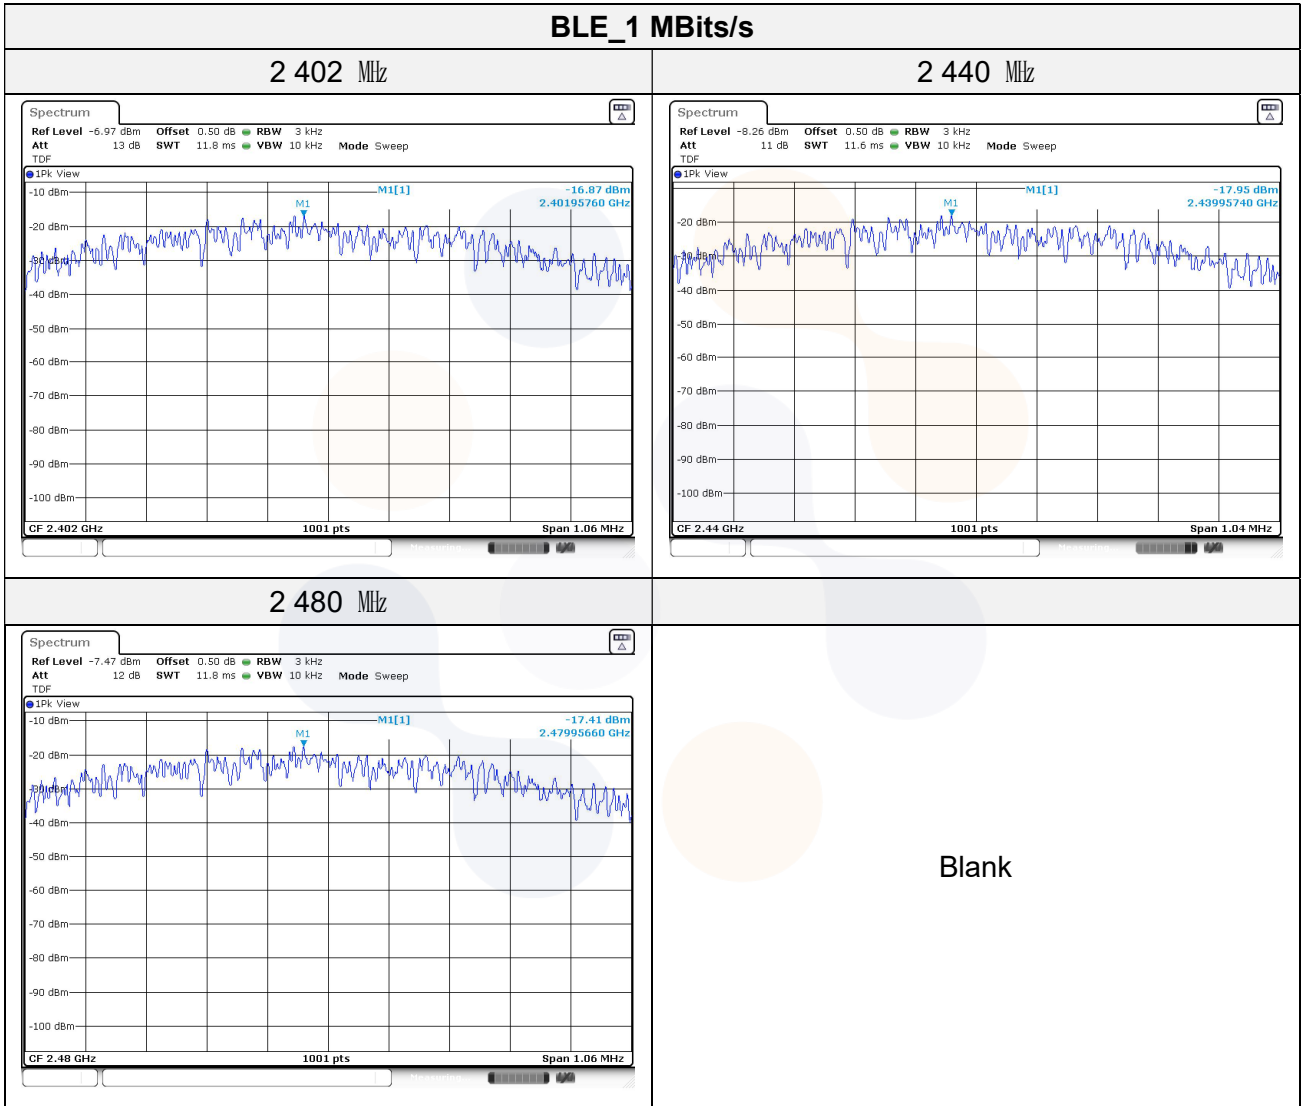 BLE_1 MBits/s
2 402 ㎒
2 440 ㎒
Spectrum
Ref Level -6.97 dBm Offset 0.50 dB RBW 3 kHz
Att 13 dB SWT 11.8 ms VBW 10 kHz Mode Sweep
TDF
1Pk View
M1[1] -16.87 dBm
2.40195760 GHz
M1
-10 dBm
-20 dBm
-30 dBm
-40 dBm
-50 dBm
-60 dBm
-70 dBm
-80 dBm
-90 dBm
-100 dBm
CF 2.402 GHz 1001 pts Span 1.06 MHz
Measuring
Spectrum
Ref Level -8.26 dBm Offset 0.50 dB RBW 3 kHz
Att 11 dB SWT 11.6 ms VBW 10 kHz Mode Sweep
TDF
1Pk View
M1[1] -17.95 dBm
2.43995740 GHz
M1
-20 dBm
-30 dBm
-40 dBm
-50 dBm
-60 dBm
-70 dBm
-80 dBm
-90 dBm
-100 dBm
CF 2.44 GHz 1001 pts Span 1.04 MHz
Measuring
2 480 ㎒
Spectrum
Ref Level -7.47 dBm Offset 0.50 dB RBW 3 kHz
Att 12 dB SWT 11.8 ms VBW 10 kHz Mode Sweep
TDF
1Pk View
M1[1] -17.41 dBm
2.47995660 GHz
M1
-10 dBm
-20 dBm
-30 dBm
-40 dBm
-50 dBm
-60 dBm
-70 dBm
-80 dBm
-90 dBm
-100 dBm
CF 2.48 GHz 1001 pts Span 1.06 MHz
Measuring
Blank